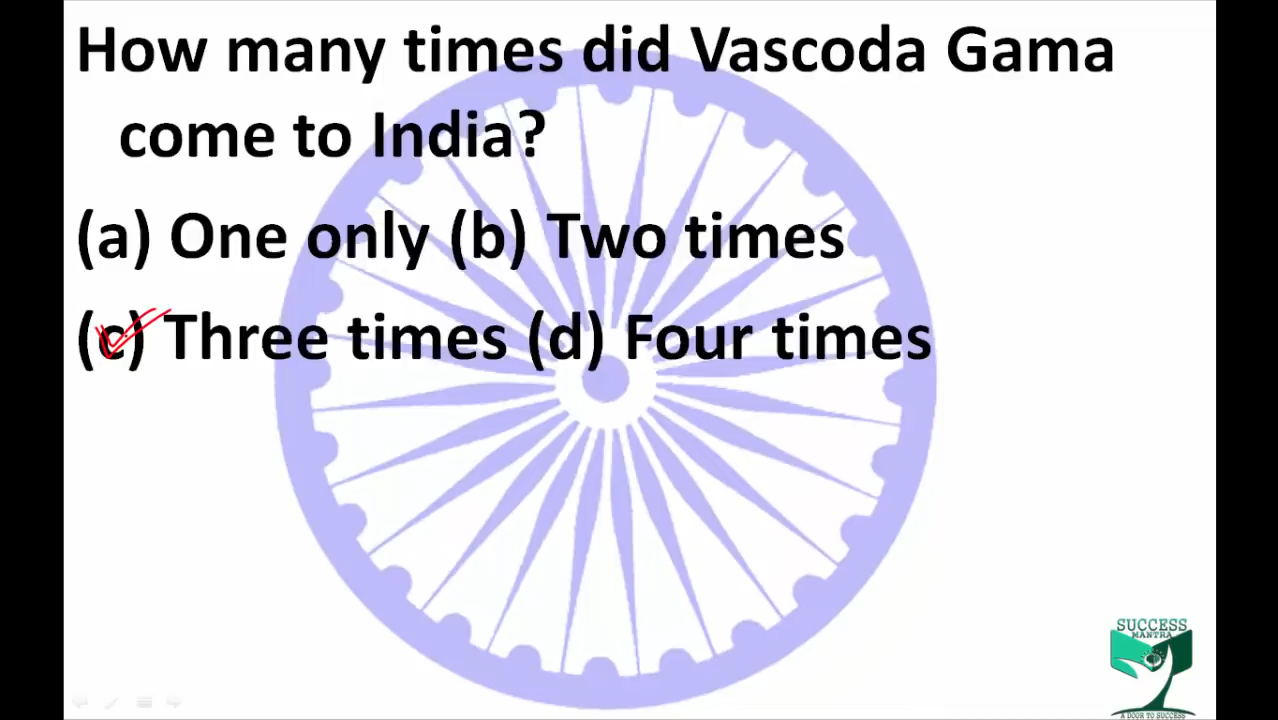 How many times did Vascoda Gama
come to India?
(a) One only (b) Two times
(c) Three times (d) Four times
SUCCESS
MANTRA
A DOOR TO SUCCESS